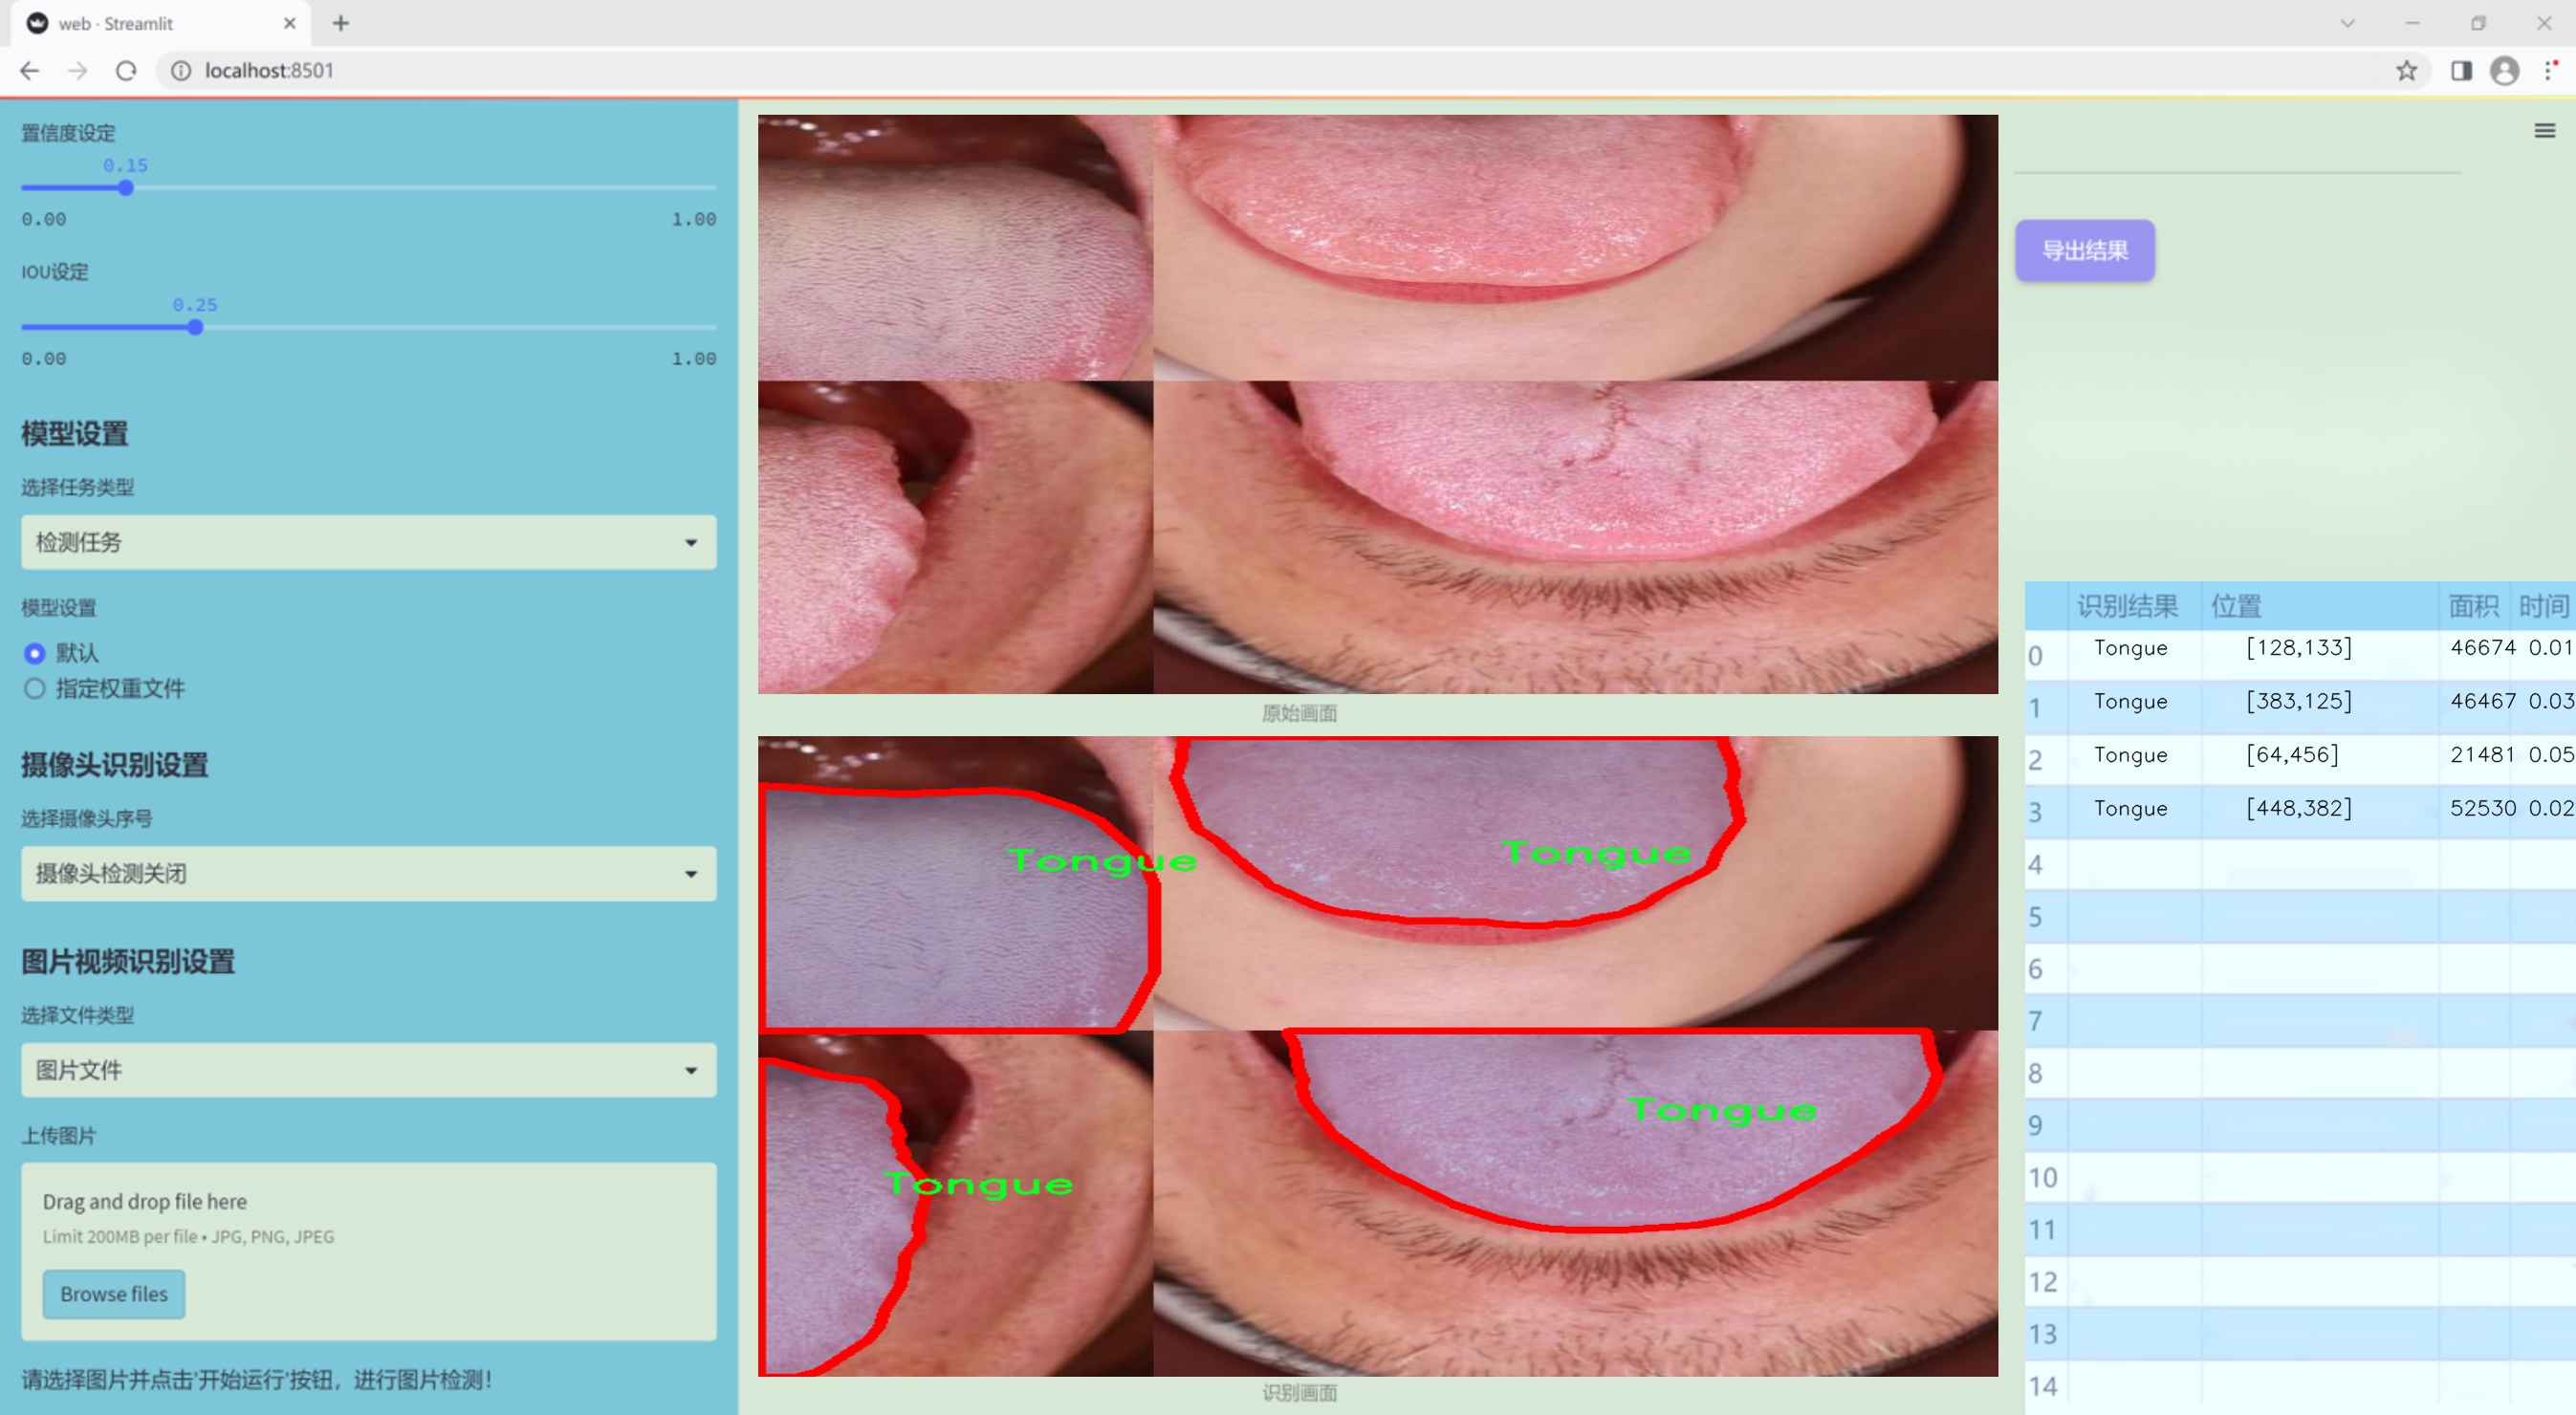 web · Streamlit
localhost:8501
置信度设定
0.15
0.00 1.00
IOU设定
0.25
0.00 1.00
模型设置
选择任务类型
检测任务
模型设置
默认
指定权重文件
摄像头识别设置
选择摄像头序号
摄像头检测关闭
图片视频识别设置
选择文件类型
图片文件
上传图片
Drag and drop file here
Limit 200MB per file • JPG, PNG, JPEG
Browse files
请选择图片并点击'开始运行'按钮，进行图片检测！
原始画面
Tongue
Tongue
Tongue
Tongue
识别画面
导出结果
识别结果 位置 面积 时间
0 Tongue [128,133] 46674 0.01
1 Tongue [383,125] 46467 0.03
2 Tongue [64,456] 21481 0.05
3 Tongue [448,382] 52530 0.02
4
5
6
7
8
9
10
11
12
13
14